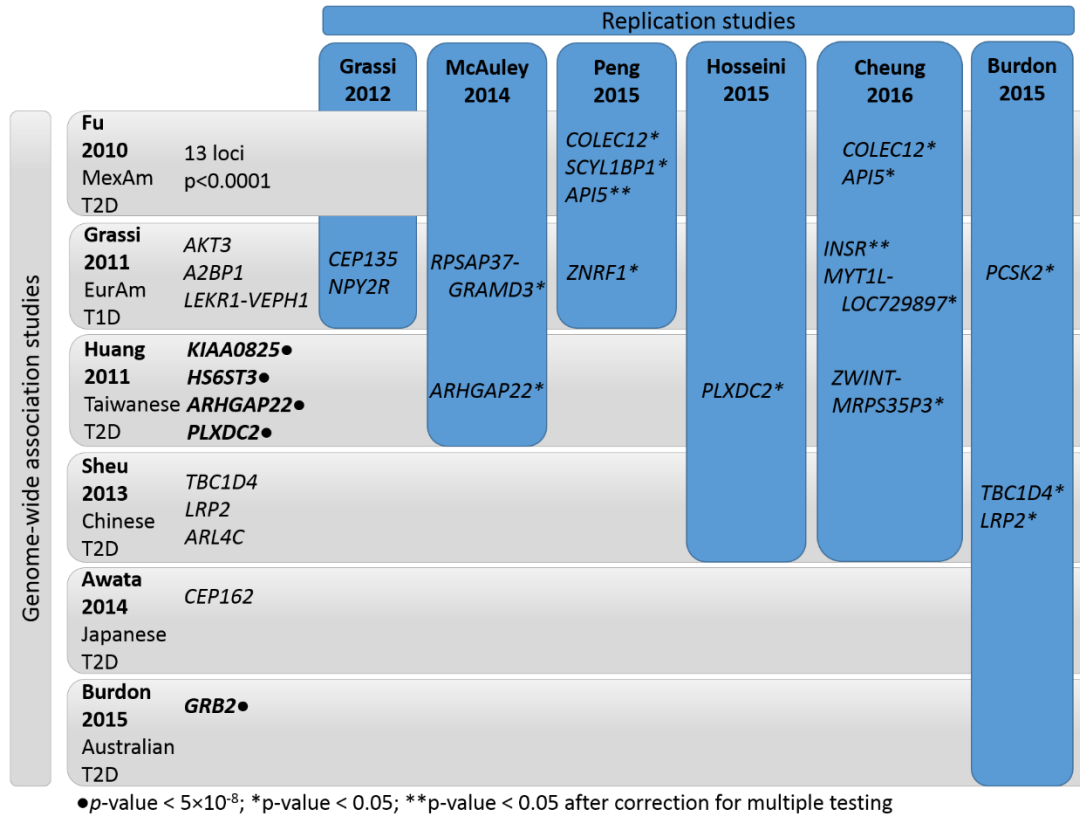 Replication studies
Grassi
2012
McAuley
2014
Peng
2015
Hosseini
2015
Cheung
2016
Burdon
2015
Genome-wide association studies
Fu
2010
MexAm
T2D
13 loci
p<0.0001
COLEC12*
SCYL1BP1*
API5**
COLEC12*
API5*
Grassi
2011
EurAm
T1D
AKT3
A2BP1
LEKR1-VEPH1
CEP135
NPY2R
RPSAP37-
GRAMD3*
ZNRF1*
INSR**
MYT1L-
LOC729897*
PCSK2*
Huang
2011
Taiwanese
T2D
KIAA0825●
HS6ST3●
ARHGAP22●
PLXDC2●
ARHGAP22*
PLXDC2*
ZWINT-
MRPS35P3*
Sheu
2013
Chinese
T2D
TBC1D4
LRP2
ARL4C
TBC1D4*
LRP2*
Awata
2014
Japanese
T2D
CEP162
Burdon
2015
Australian
T2D
GRB2●
●p-value < 5×10⁻⁸; *p-value < 0.05; **p-value < 0.05 after correction for multiple testing